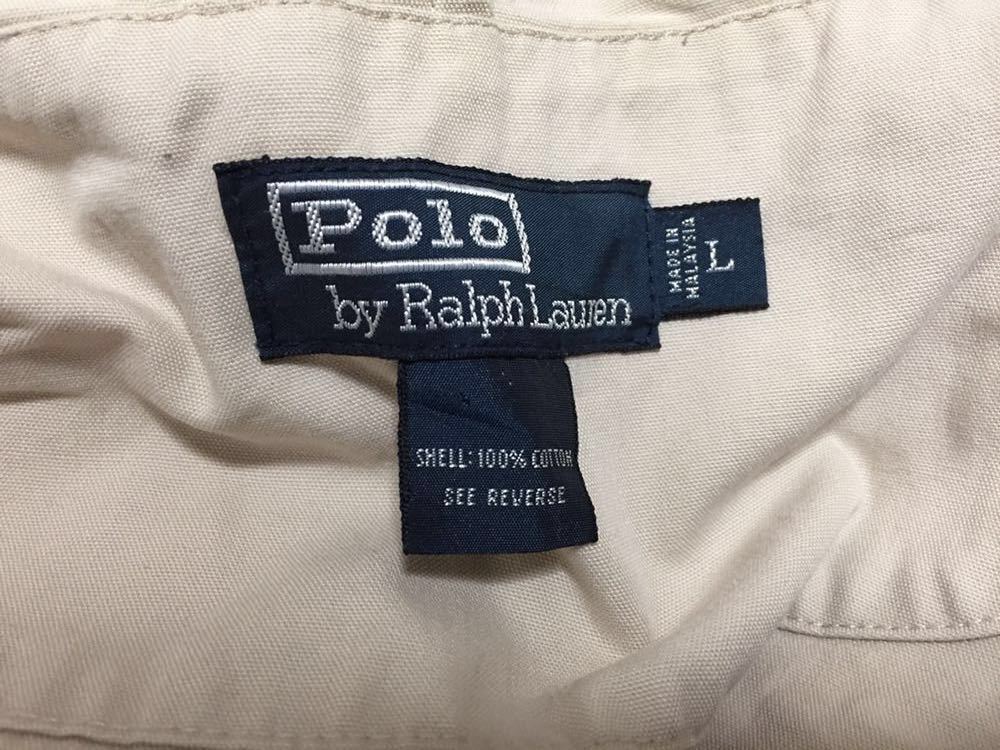 Polo
by Ralph Lauren
MADE IN
MALAYSIA
L
SHELL: 100% COTTON
SEE REVERSE